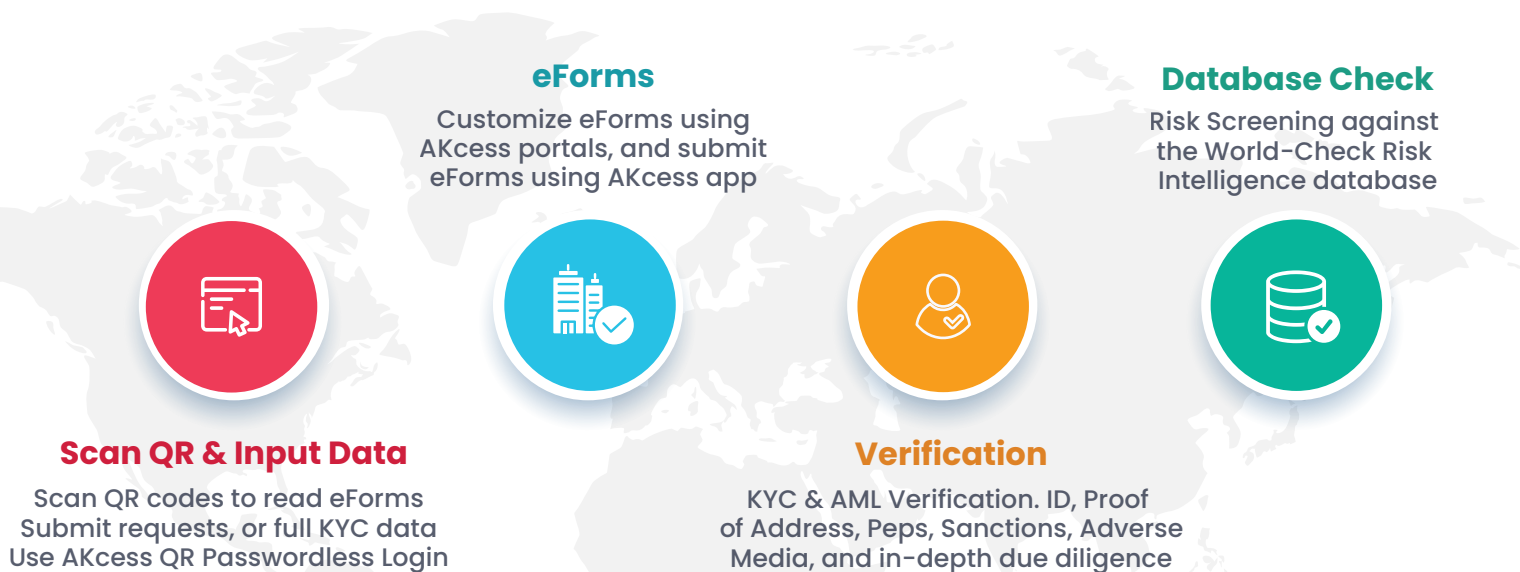 eForms
Customize eForms using
AKcess portals, and submit
eForms using AKcess app
Database Check
Risk Screening against
the World-Check Risk
Intelligence database
Scan QR & Input Data
Scan QR codes to read eForms
Submit requests, or full KYC data
Use AKcess QR Passwordless Login
Verification
KYC & AML Verification. ID, Proof
of Address, Peps, Sanctions, Adverse
Media, and in-depth due diligence